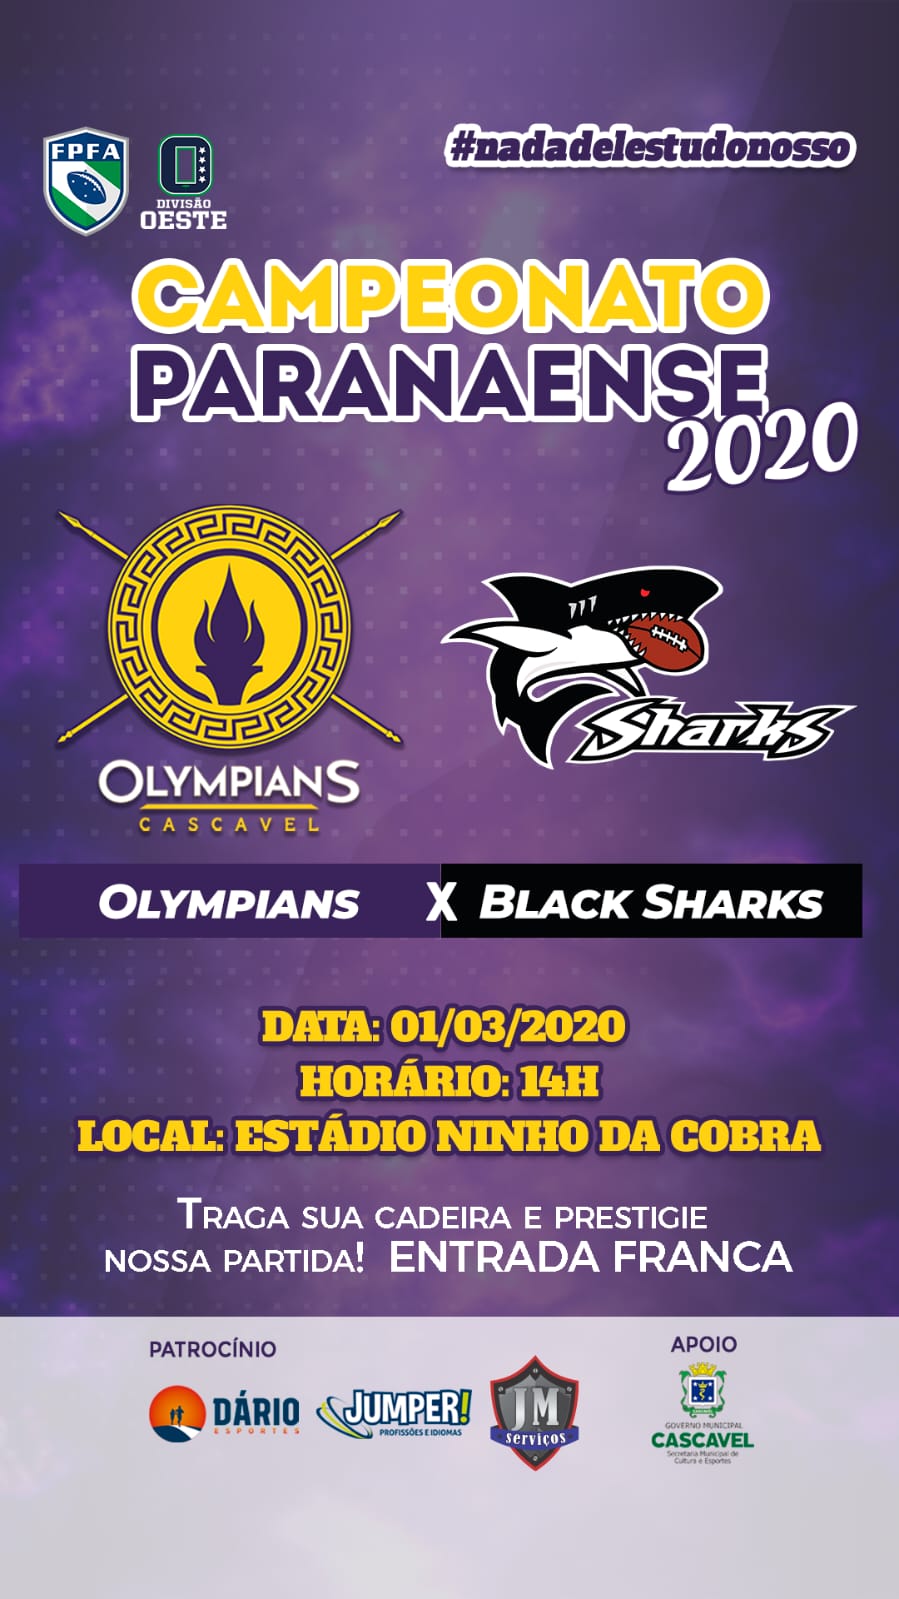 FPFA
DIVISÃO
OESTE
#nadadelestudonosso
CAMPEONATO
PARANAENSE
2020
OLYMPIANS
CASCAVEL
Sharks
OLYMPIANS X BLACK SHARKS
DATA: 01/03/2020
HORÁRIO: 14H
LOCAL: ESTÁDIO NINHO DA COBRA
TRAGA SUA CADEIRA E PRESTIGIE
NOSSA PARTIDA! ENTRADA FRANCA
PATROCÍNIO
APOIO
DÁRIO
ESPORTES
JUMPER!
PROFISSÕES E IDIOMAS
JM
serviços
GOVERNO MUNICIPAL
CASCAVEL
Secretaria Municipal de
Cultura e Esportes